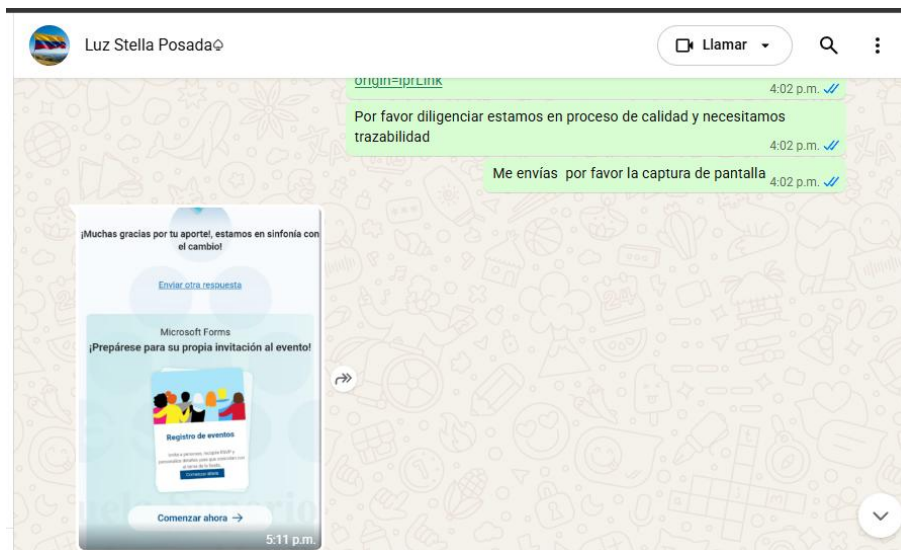 Luz Stella Posada♤
Llamar
origin=lprLink
4:02 p.m.
Por favor diligenciar estamos en proceso de calidad y necesitamos
trazabilidad
4:02 p.m.
Me envías por favor la captura de pantalla 4:02 p.m.
¡Muchas gracias por tu aporte!, estamos en sinfonía con
el cambio!
Enviar otra respuesta
Microsoft Forms
¡Prepárese para su propia invitación al evento!
Registro de eventos
Comenzar ahora
Comenzar ahora →
5:11 p.m.